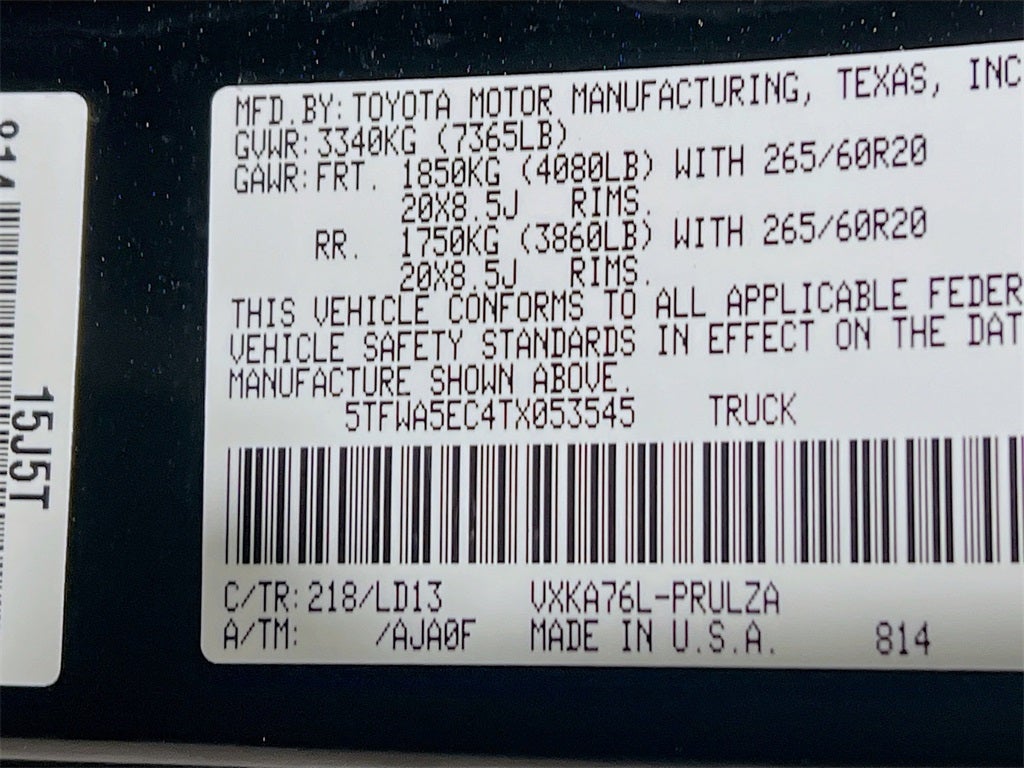 MFD.BY:TOYOTA MOTOR MANUFACTURING, TEXAS, INC
GVWR:3340KG (7365LB)
GAWR:FRT. 1850KG (4080LB) WITH 265/60R20
20X8.5J RIMS.
RR. 1750KG (3860LB) WITH 265/60R20
20X8.5J RIMS.
THIS VEHICLE CONFORMS TO ALL APPLICABLE FEDER
VEHICLE SAFETY STANDARDS IN EFFECT ON THE DAT
MANUFACTURE SHOWN ABOVE.
5TFWA5EC4TX053545 TRUCK
C/TR:218/LD13 VXKA76L-PRULZA
A/TM: /AJA0F MADE IN U.S.A. 814
15J5T